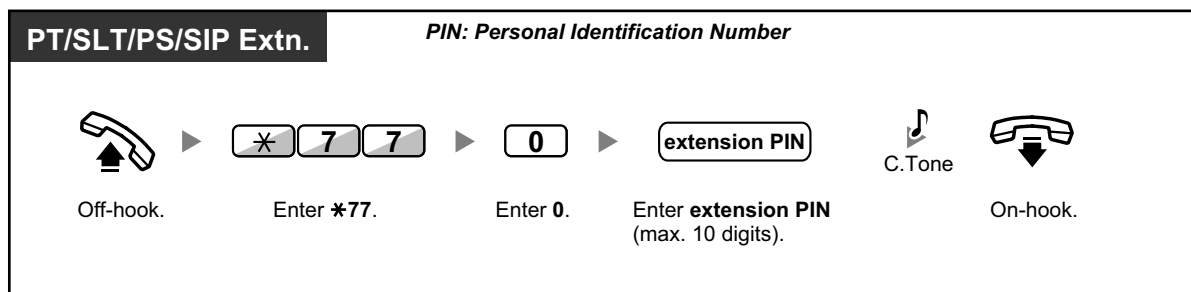 PT/SLT/PS/SIP Extn.
PIN: Personal Identification Number
* 7 7
0
extension PIN
C.Tone
Off-hook.
Enter *77.
Enter 0.
Enter extension PIN
(max. 10 digits).
On-hook.